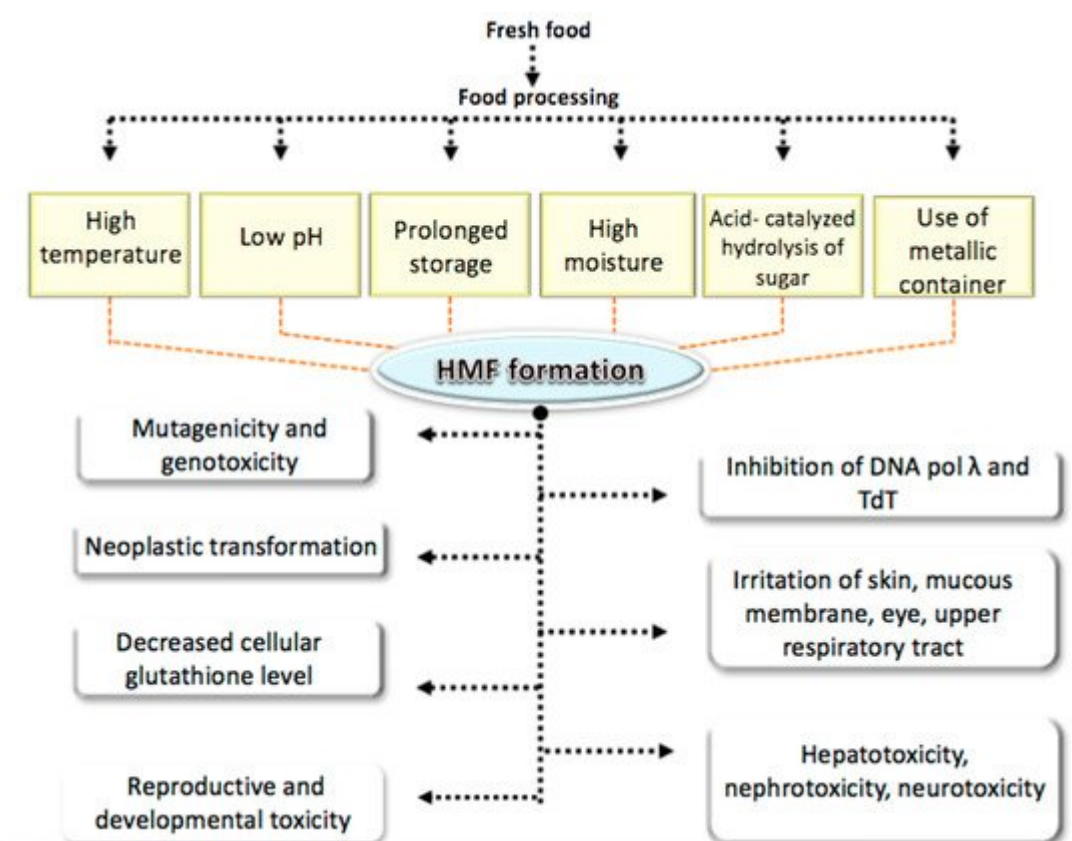 Fresh food
Food processing
High
temperature
Low pH
Prolonged
storage
High
moisture
Acid- catalyzed
hydrolysis of
sugar
Use of
metallic
container
HMF formation
Mutagenicity and
genotoxicity
Neoplastic transformation
Decreased cellular
glutathione level
Reproductive and
developmental toxicity
Inhibition of DNA pol λ and
TdT
Irritation of skin, mucous
membrane, eye, upper
respiratory tract
Hepatotoxicity,
nephrotoxicity, neurotoxicity